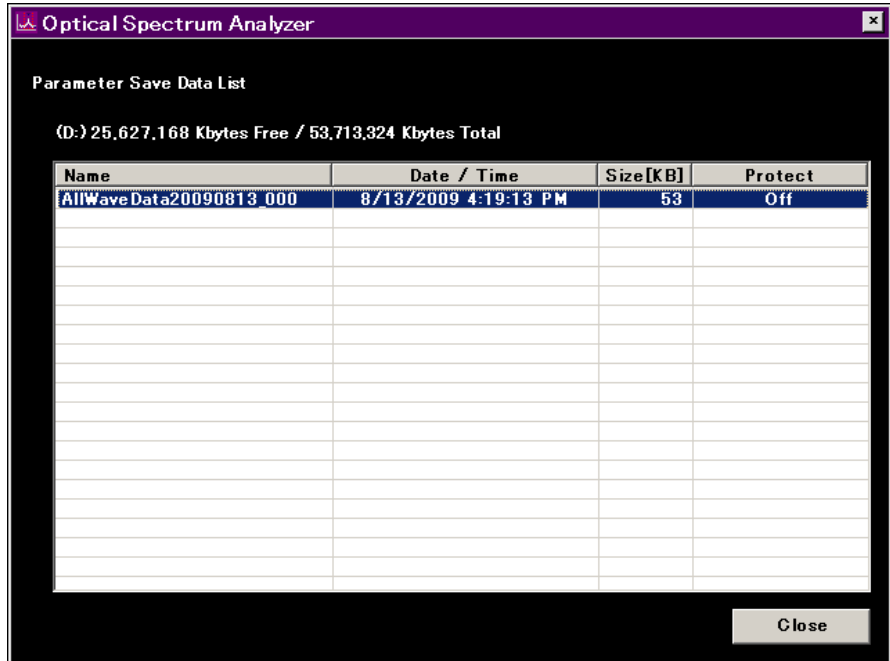 Optical Spectrum Analyzer
Parameter Save Data List
(D:) 25,627,168 Kbytes Free / 53,713,324 Kbytes Total
Name Date / Time Size[KB] Protect
AllWaveData20090813_000 8/13/2009 4:19:13 PM 53 Off
Close